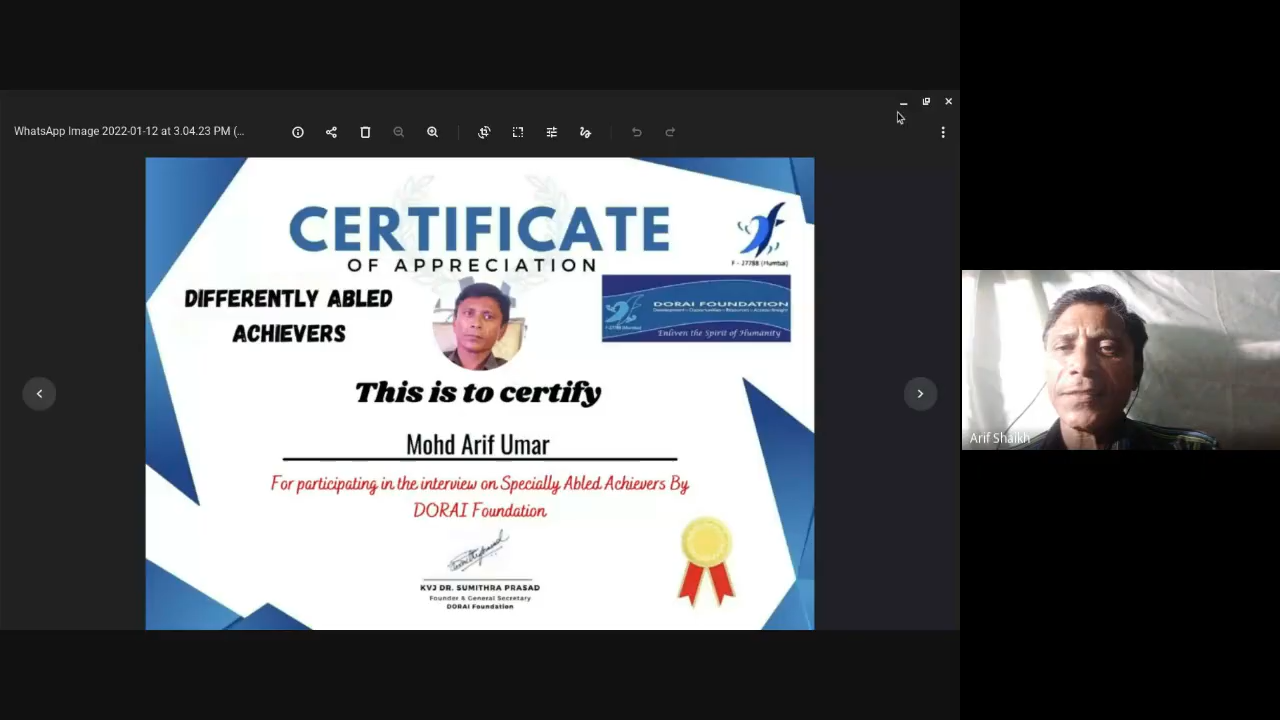 WhatsApp Image 2022-01-12 at 3.04.23 PM (...
CERTIFICATE
OF APPRECIATION
F - 27788 (Mumbai)
DIFFERENTLY ABLED
ACHIEVERS
DORAI FOUNDATION
Enliven the Spirit of Humanity
This is to certify
Mohd Arif Umar
For participating in the interview on Specially Abled Achievers By
DORAI Foundation
KVJ DR. SUMITHRA PRASAD
Founder & General Secretary
DORAI Foundation
Arif Shaikh